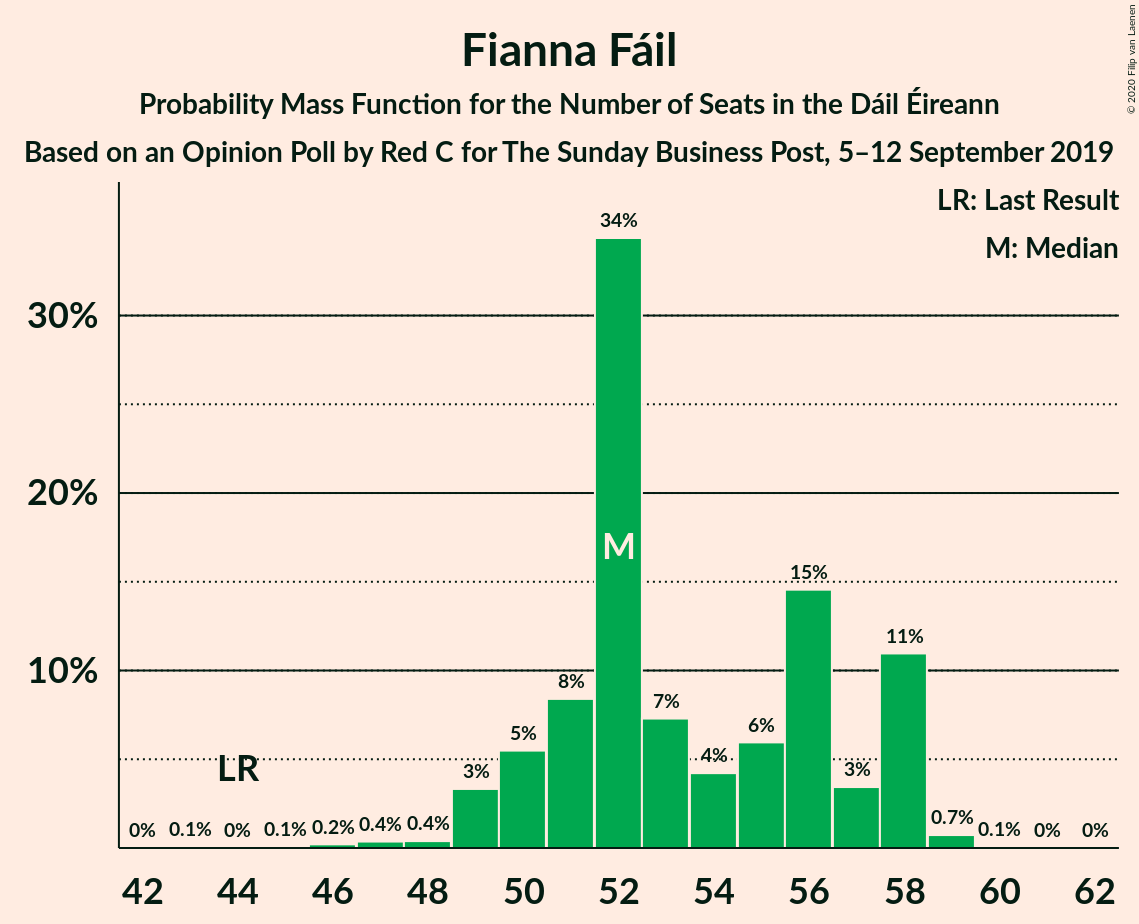 Fianna Fáil
Probability Mass Function for the Number of Seats in the Dáil Éireann
Based on an Opinion Poll by Red C for The Sunday Business Post, 5–12 September 2019
© 2020 Filip van Laenen
LR: Last Result
M: Median
34%
30%
20%
M
15%
11%
10%
8%
7%
6%
5%
4%
3%
3%
LR
0% 0.1% 0% 0.1% 0.2% 0.4% 0.4% 0.7% 0.1% 0% 0%
42 44 46 48 50 52 54 56 58 60 62